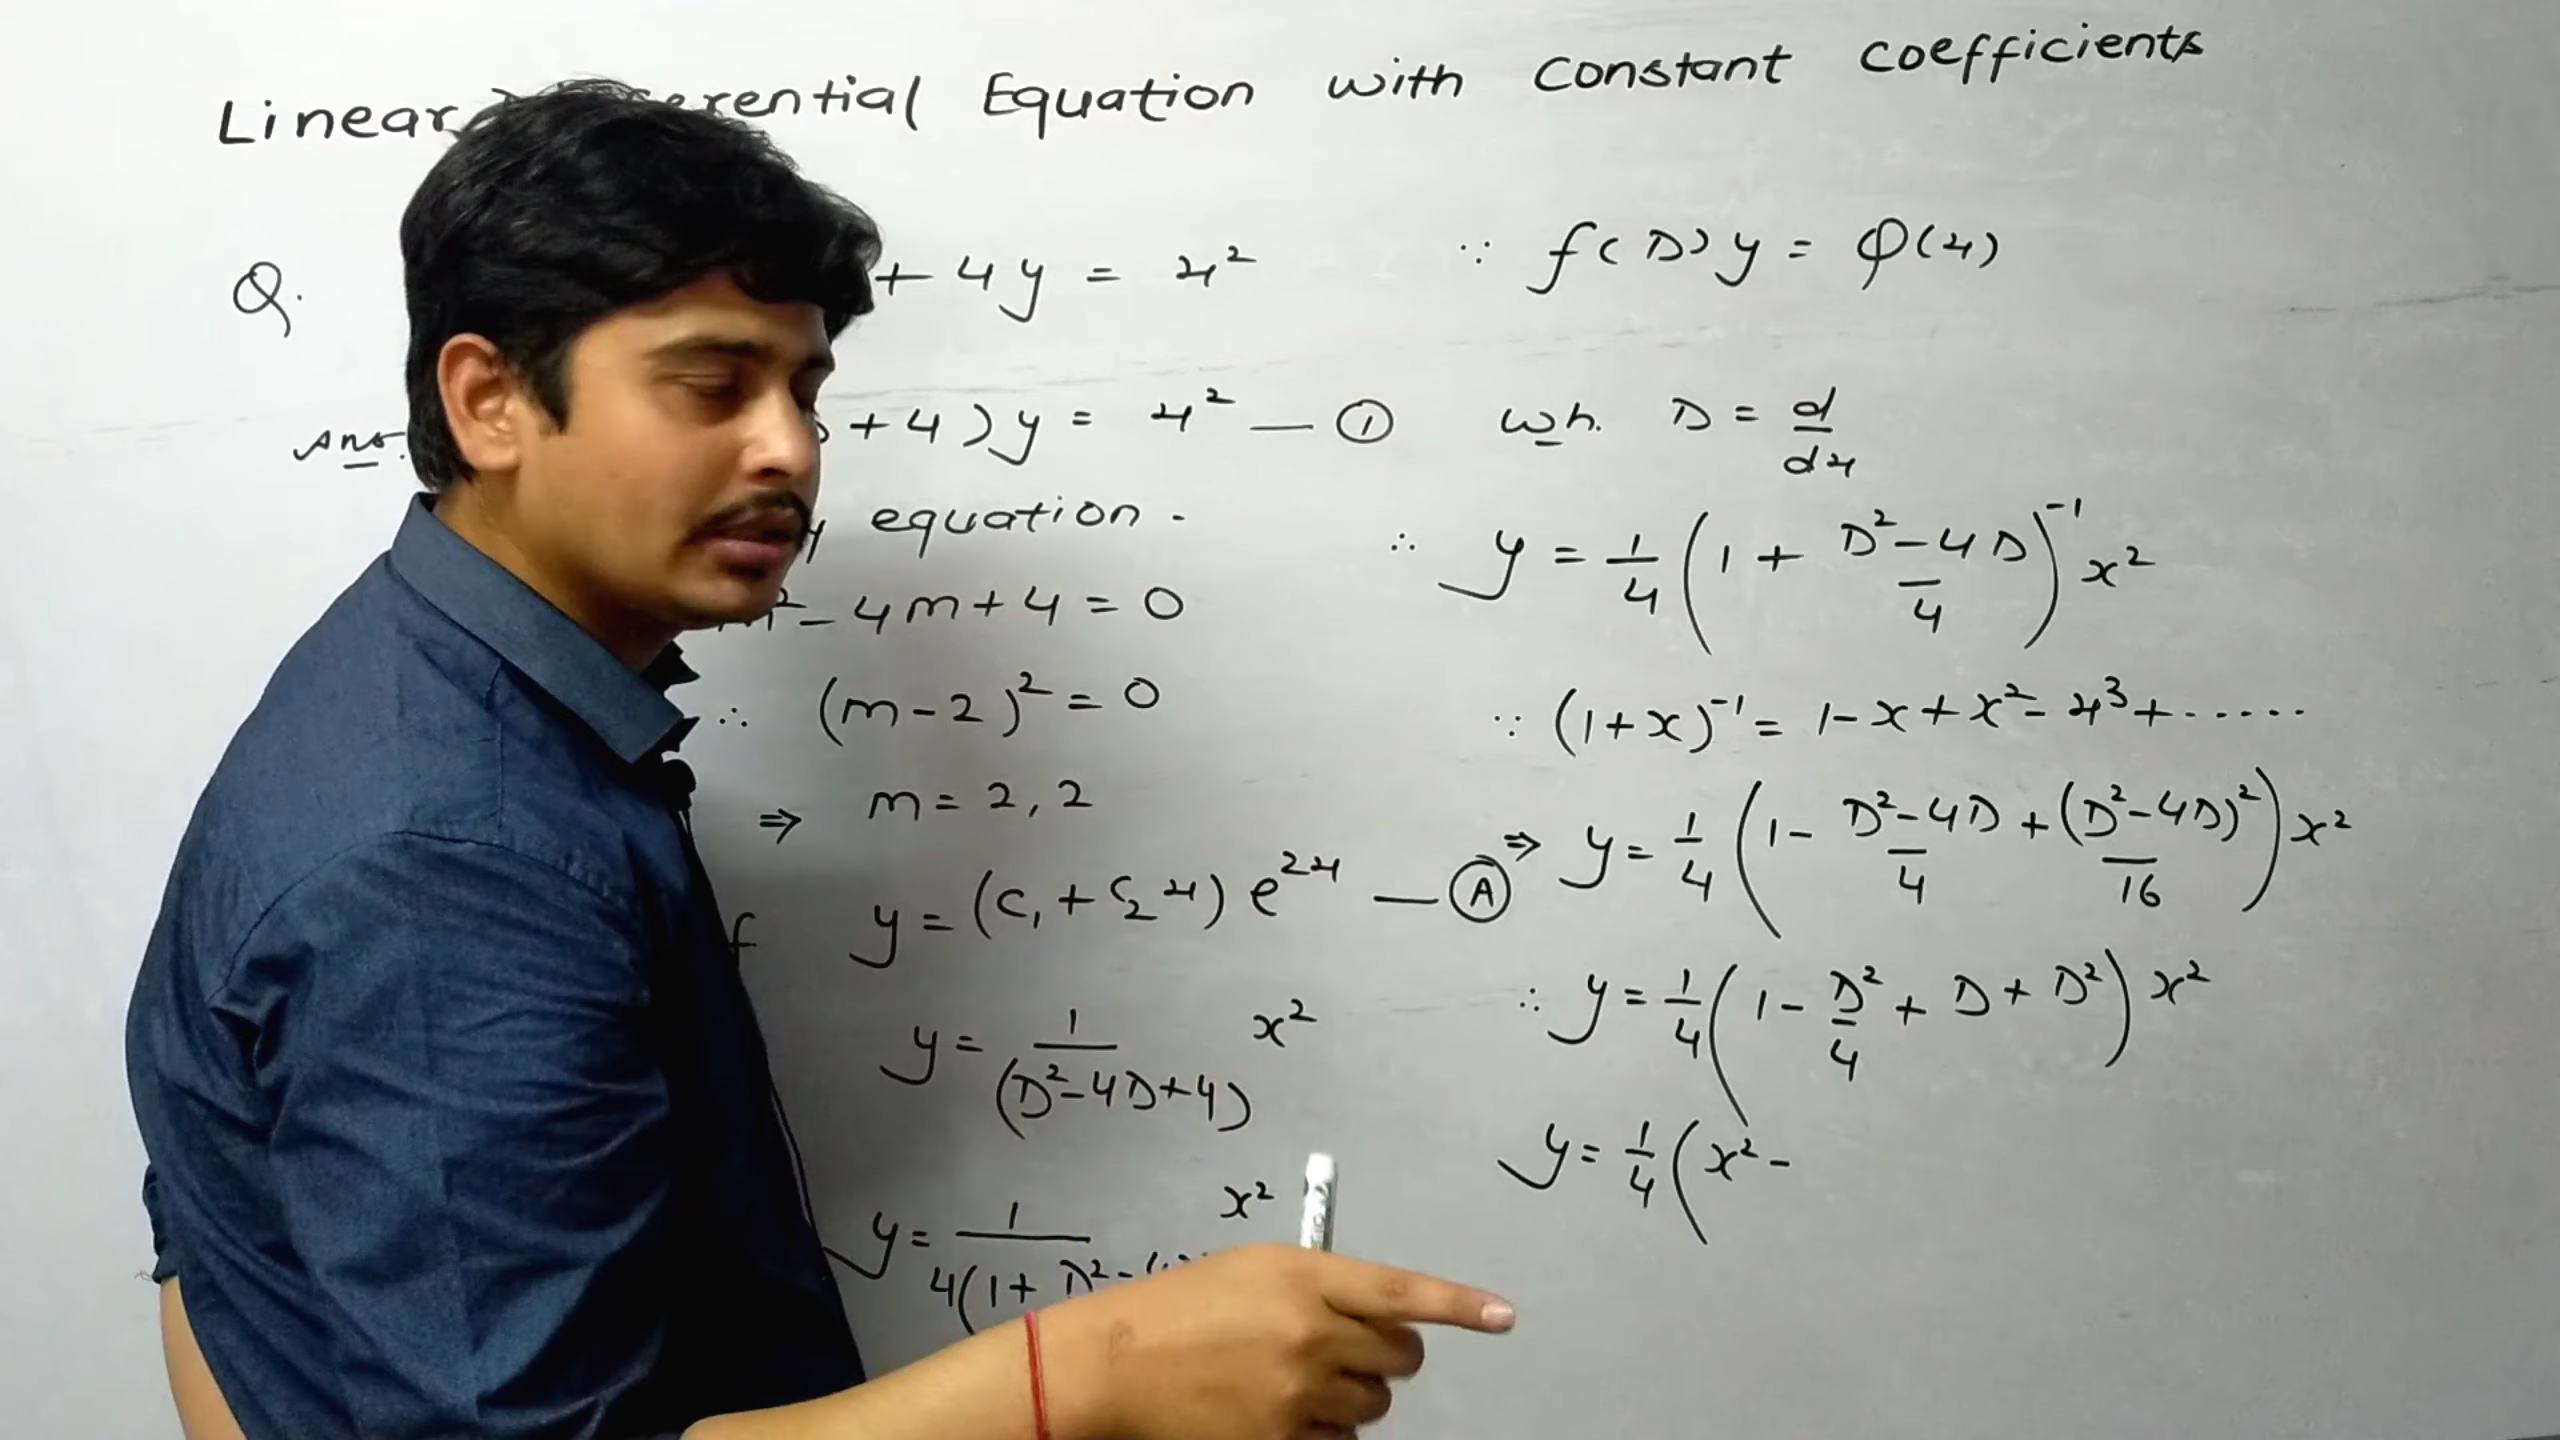 Linear Differential Equation with Constant Coefficients
Q. + 4y = x²
Ans. + 4)y = x² — ①
equation.
m² - 4m + 4 = 0
∴ (m-2)² = 0
⇒ m = 2, 2
y = (C₁ + C₂x) e²ˣ — Ⓐ
y = 1/(D²-4D+4) x²
y = 1/4(1 + D² - x²
∵ f(D)y = φ(x)
wh. D = d/dx
∴ y = 1/4 (1 + (D²-4D)/4)⁻¹ x²
∵ (1+x)⁻¹ = 1-x+x²-x³+......
⇒ y = 1/4 (1 - (D²-4D)/4 + (D²-4D)²/16) x²
∴ y = 1/4 (1 - D²/4 + D + D²) x²
y = 1/4 (x² -